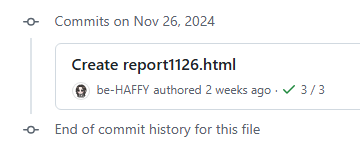 Commits on Nov 26, 2024
Create report1126.html
be-HAFFY authored 2 weeks ago · ✓ 3 / 3
End of commit history for this file